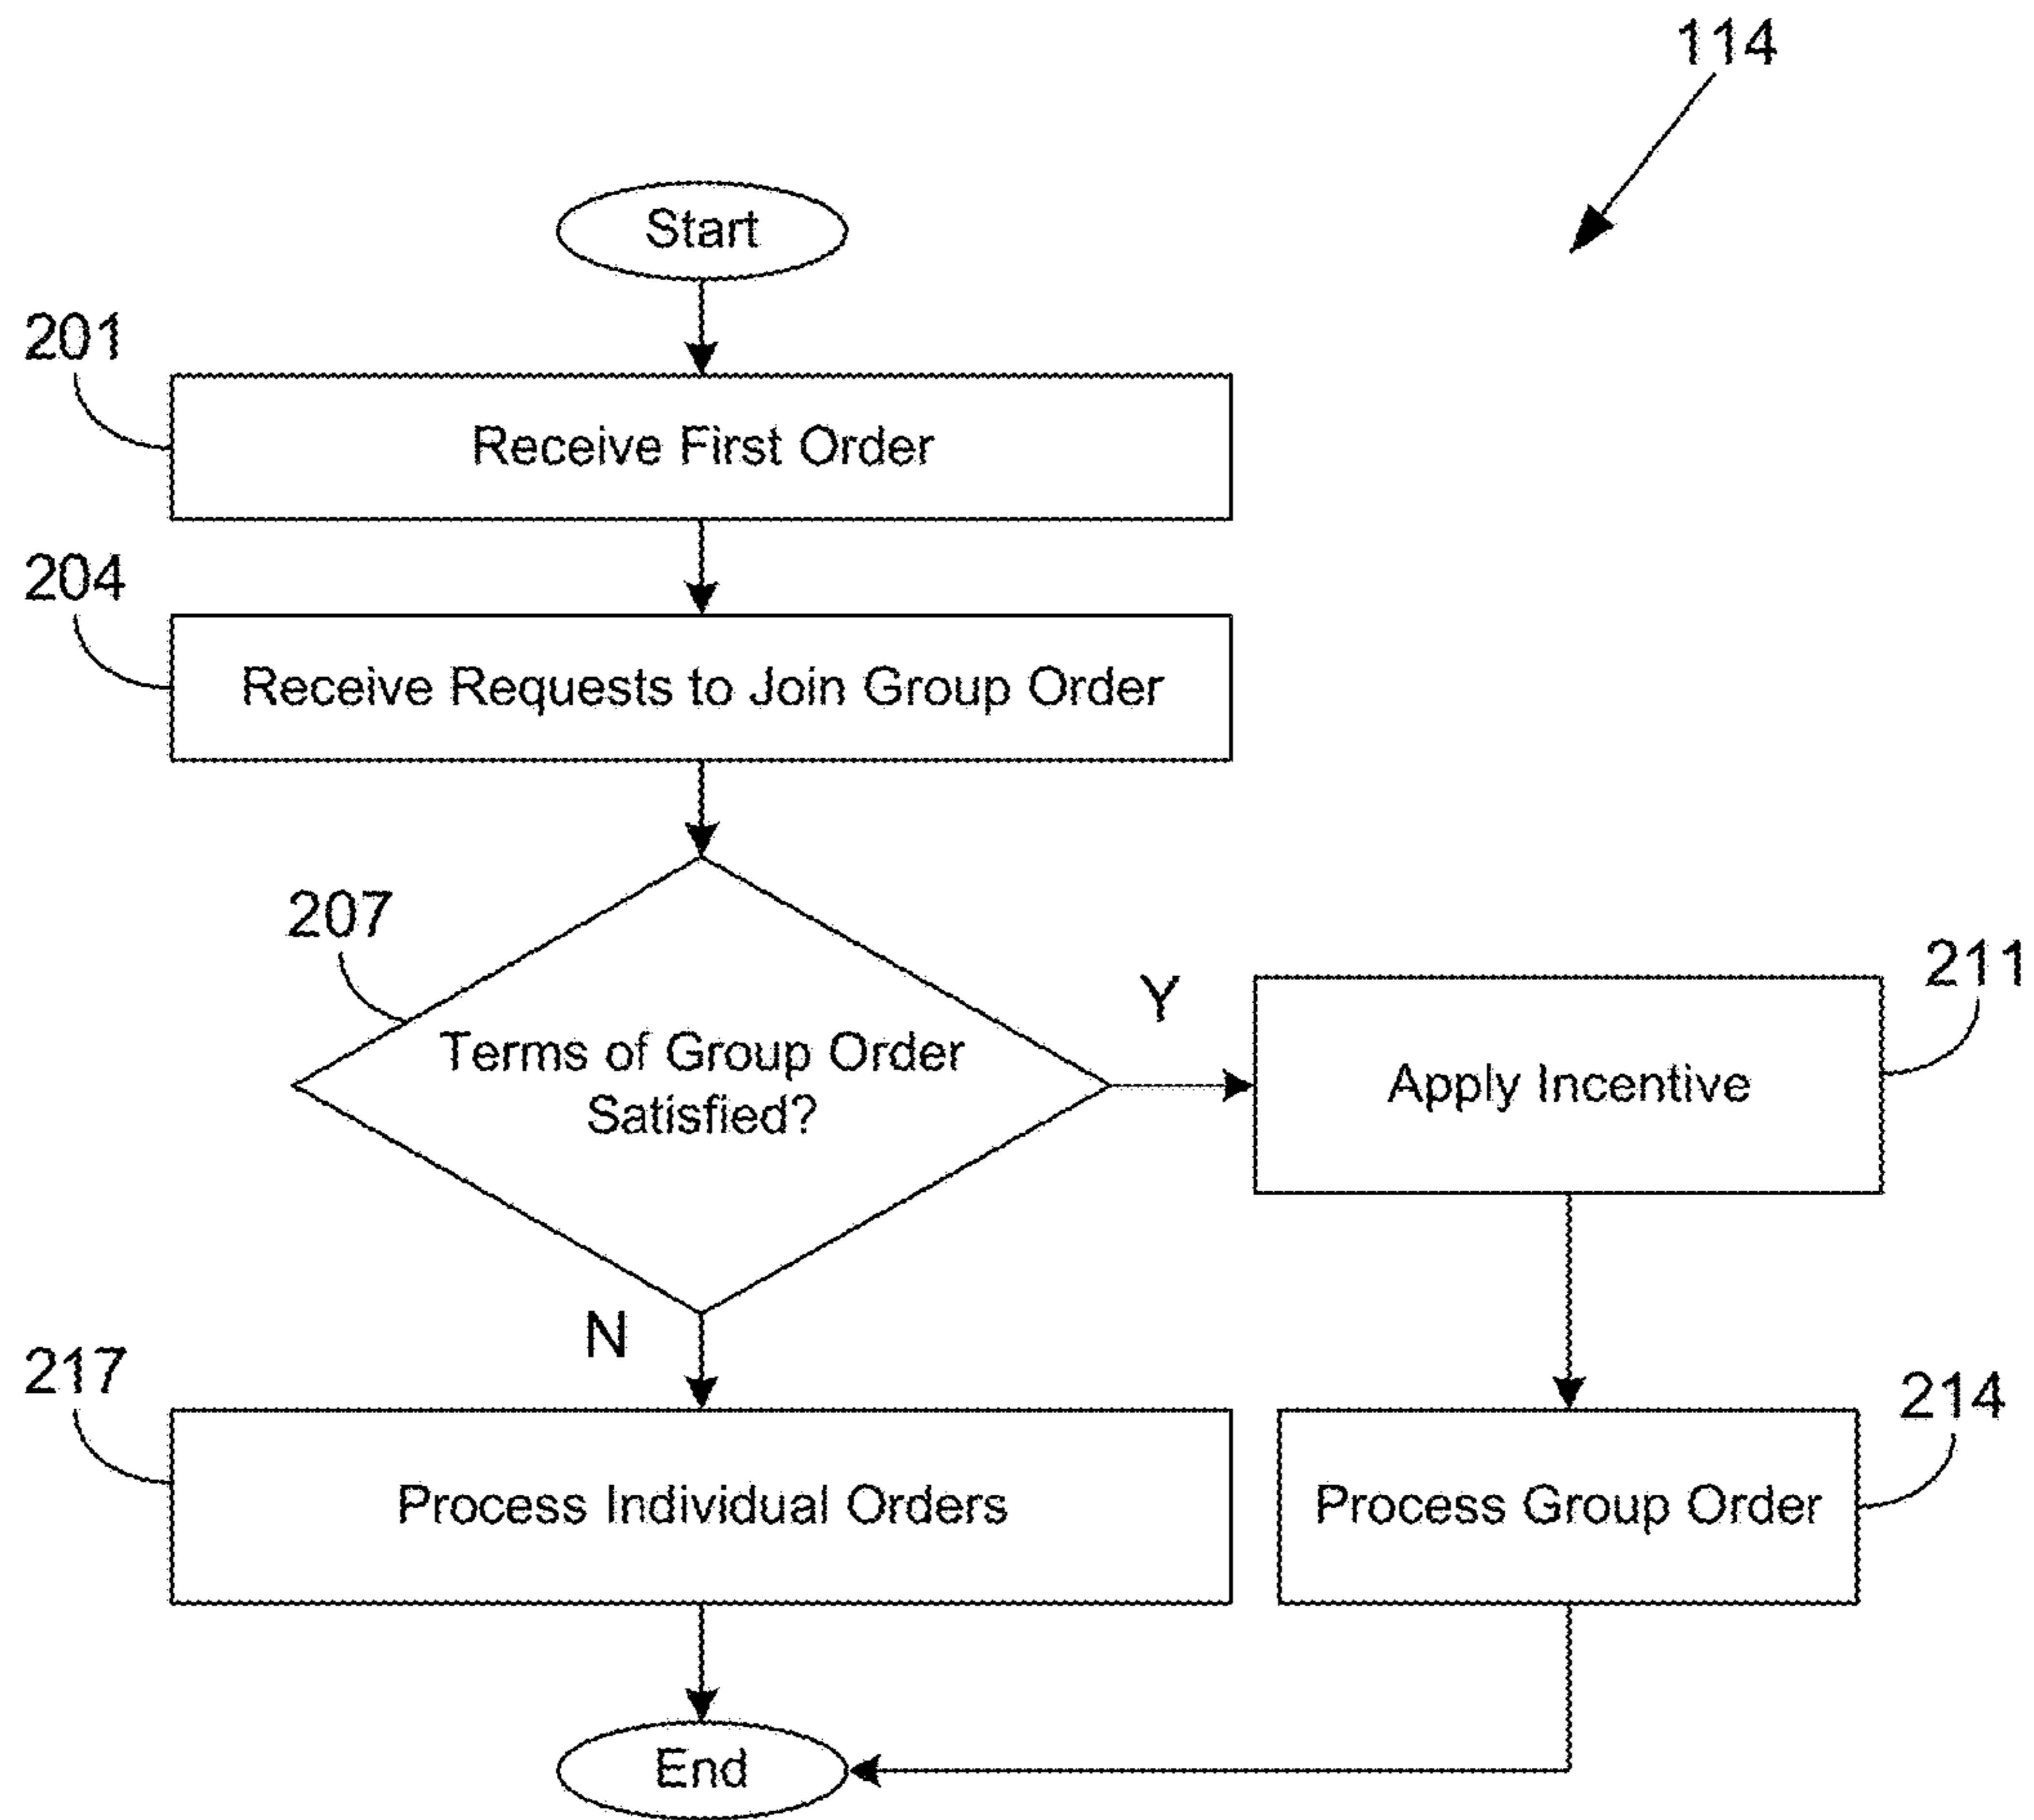 114
Start
201
Receive First Order
204
Receive Requests to Join Group Order
207
Terms of Group Order
Satisfied?
Y
211
Apply Incentive
N
217
Process Individual Orders
214
Process Group Order
End